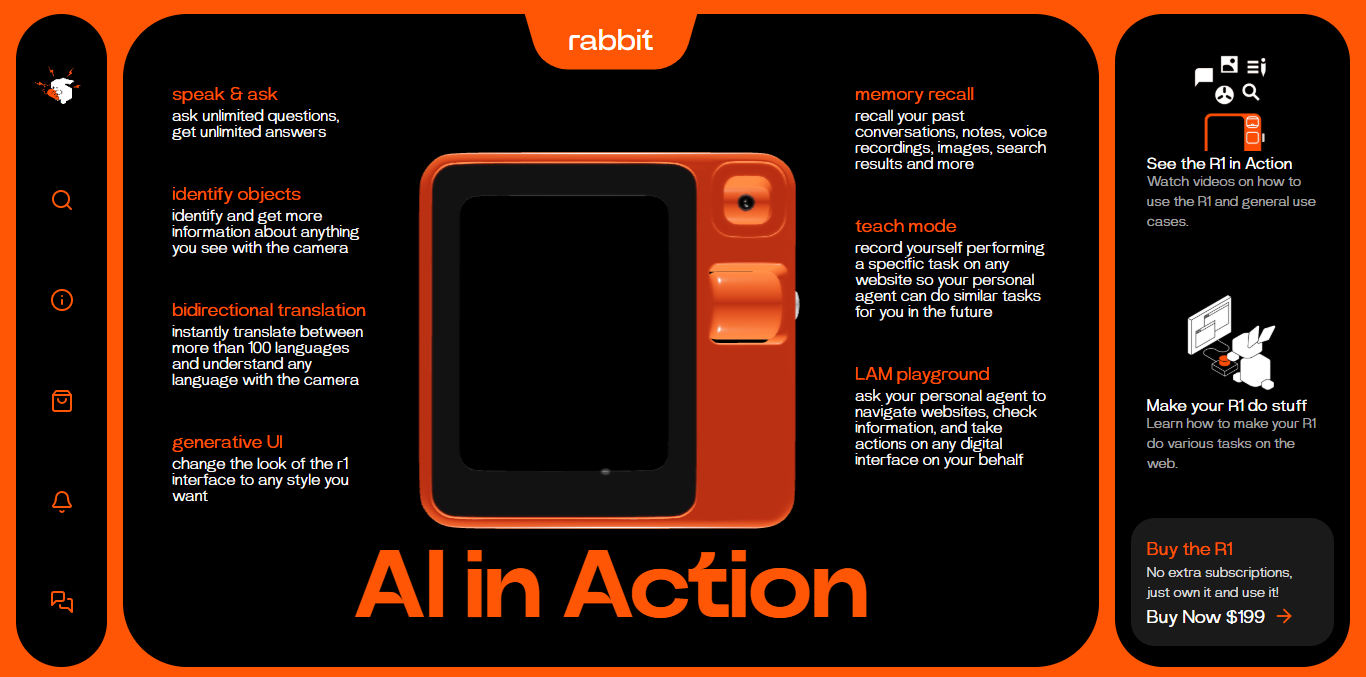 rabbit
speak & ask
ask unlimited questions,
get unlimited answers
identify objects
identify and get more
information about anything
you see with the camera
bidirectional translation
instantly translate between
more than 100 languages
and understand any
language with the camera
generative UI
change the look of the r1
interface to any style you
want
memory recall
recall your past
conversations, notes, voice
recordings, images, search
results and more
teach mode
record yourself performing
a specific task on any
website so your personal
agent can do similar tasks
for you in the future
LAM playground
ask your personal agent to
navigate websites, check
information, and take
actions on any digital
interface on your behalf
AI in Action
See the R1 in Action
Watch videos on how to
use the R1 and general use
cases.
Make your R1 do stuff
Learn how to make your R1
do various tasks on the
web.
Buy the R1
No extra subscriptions,
just own it and use it!
Buy Now $199